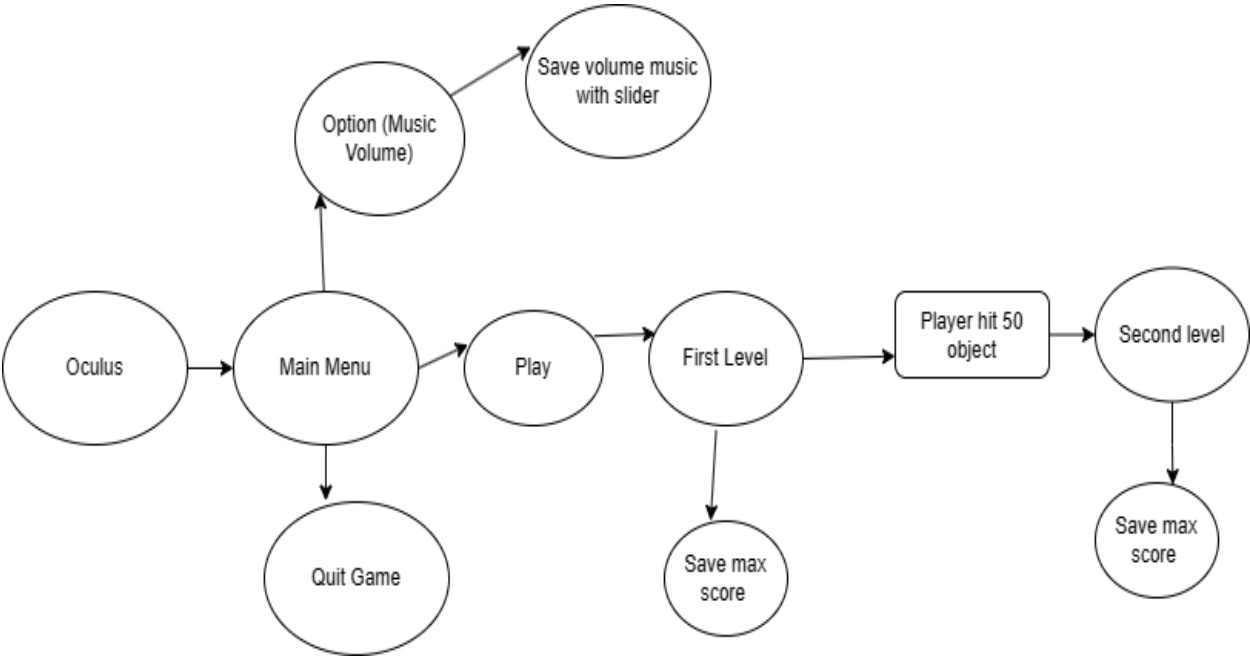 Save volume music
with slider
Option (Music
Volume)
Oculus
Main Menu
Play
First Level
Player hit 50
object
Second level
Quit Game
Save max
score
Save max
score